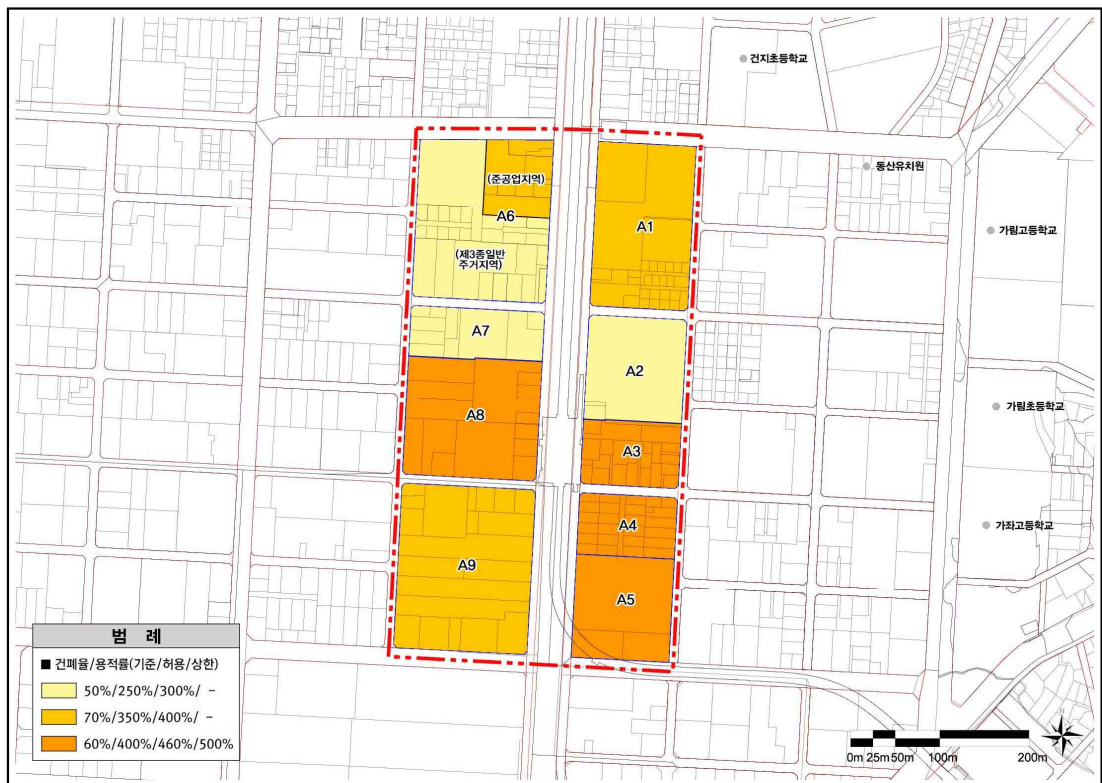 건지초등학교
동산유치원
(준공업지역)
A6
A1
가림고등학교
(제3종일반
주거지역)
A7
A2
A8
가림초등학교
A3
A4
가좌고등학교
A9
A5
범 례
■ 건폐율/용적률(기준/허용/상한)
50%/250%/300%/ -
70%/350%/400%/ -
60%/400%/460%/500%
N
0m 25m 50m 100m 200m